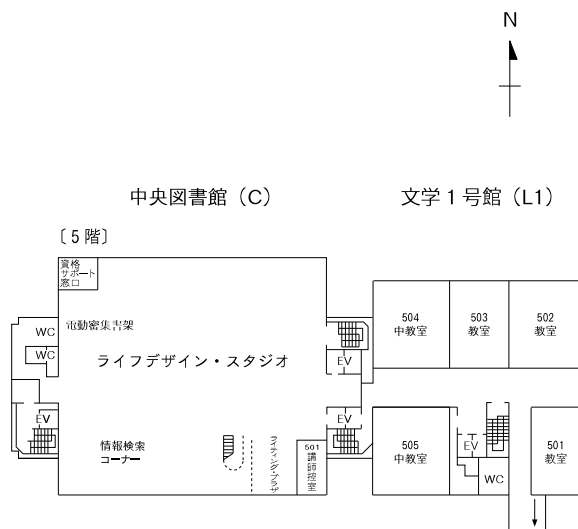 N
中央図書館（C）
文学１号館（L1）
〔５階〕
資格
サポート
窓口
WC
電動密集書架
WC
ライフデザイン・スタジオ
EV
EV
情報検索
コーナー
ライティング・プラザ
501
講師控室
EV
504
中教室
503
教室
502
教室
505
中教室
EV
WC
501
教室